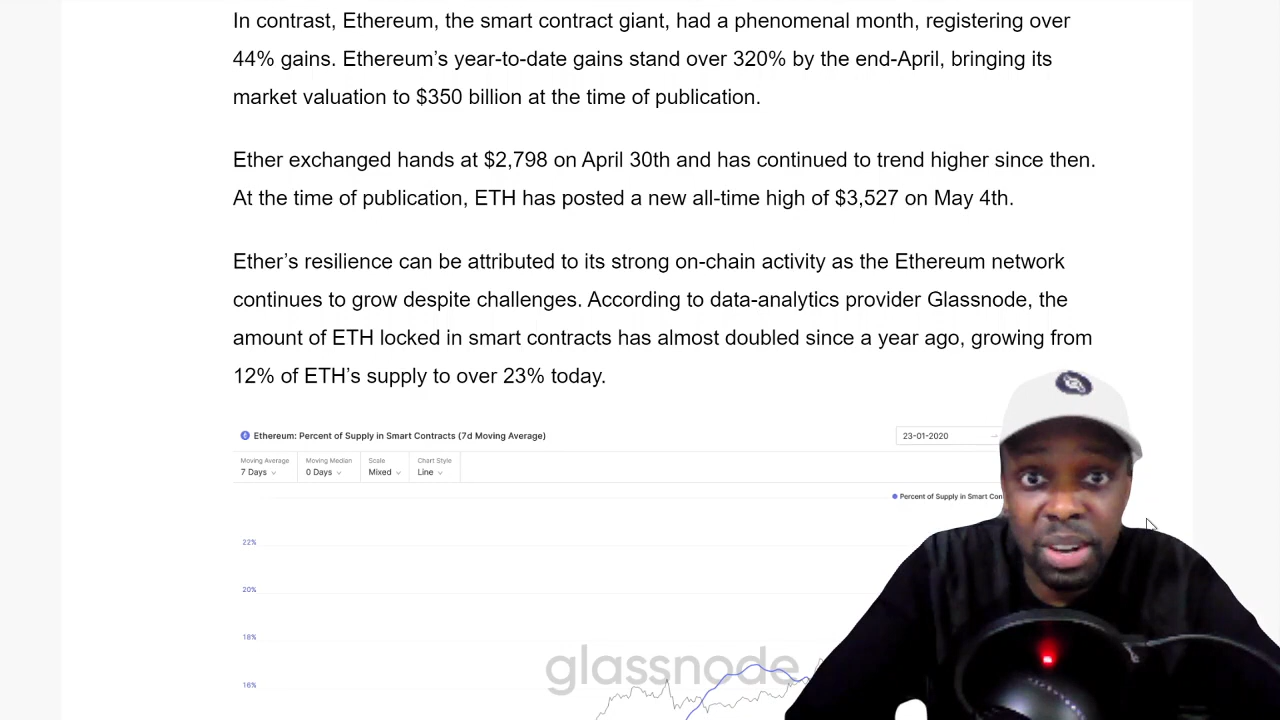 In contrast, Ethereum, the smart contract giant, had a phenomenal month, registering over
44% gains. Ethereum’s year-to-date gains stand over 320% by the end-April, bringing its
market valuation to $350 billion at the time of publication.
Ether exchanged hands at $2,798 on April 30th and has continued to trend higher since then.
At the time of publication, ETH has posted a new all-time high of $3,527 on May 4th.
Ether’s resilience can be attributed to its strong on-chain activity as the Ethereum network
continues to grow despite challenges. According to data-analytics provider Glassnode, the
amount of ETH locked in smart contracts has almost doubled since a year ago, growing from
12% of ETH’s supply to over 23% today.
Ethereum: Percent of Supply in Smart Contracts (7d Moving Average)
23-01-2020 →
Moving Average Moving Median Scale Chart Style
7 Days 0 Days Mixed Line
Percent of Supply in Smart Con
22%
20%
18%
16%
glassnode